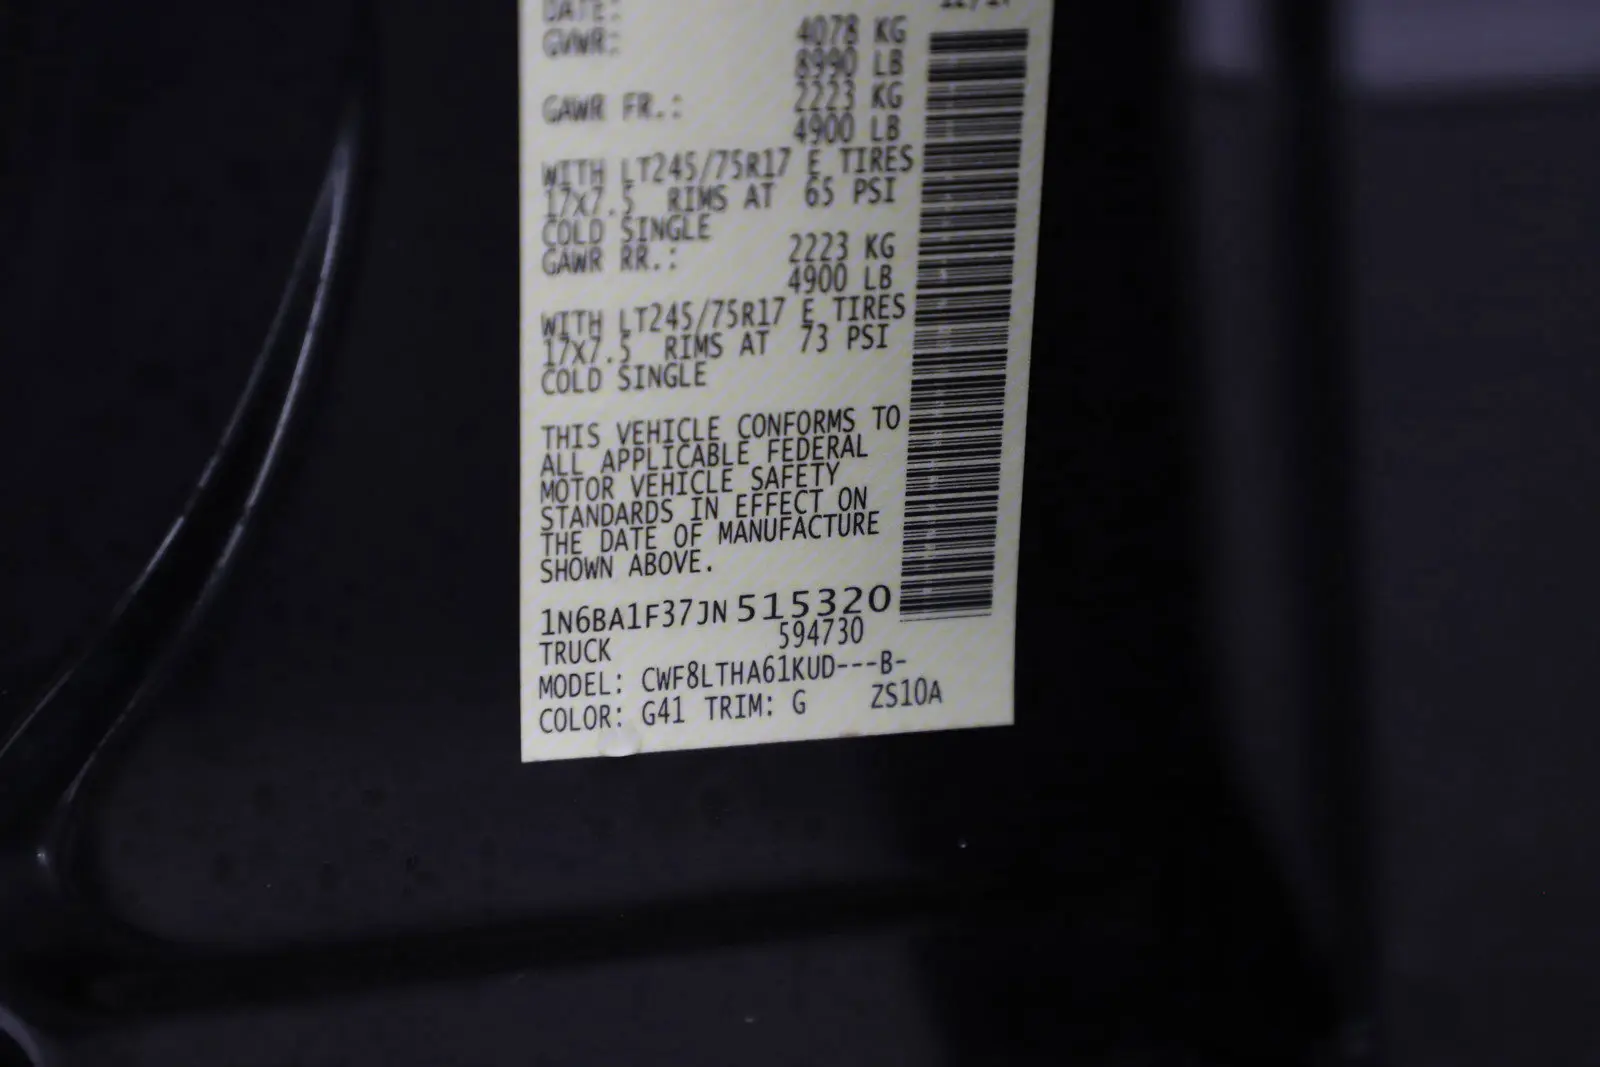 DATE: 12/17
GVWR: 4078 KG
8990 LB
GAWR FR.: 2223 KG
4900 LB
WITH LT245/75R17 E TIRES
17X7.5 RIMS AT 65 PSI
COLD SINGLE
GAWR RR.: 2223 KG
4900 LB
WITH LT245/75R17 E TIRES
17X7.5 RIMS AT 73 PSI
COLD SINGLE
THIS VEHICLE CONFORMS TO
ALL APPLICABLE FEDERAL
MOTOR VEHICLE SAFETY
STANDARDS IN EFFECT ON
THE DATE OF MANUFACTURE
SHOWN ABOVE.
1N6BA1F37JN515320
TRUCK 594730
MODEL: CWF8LTHA61KUD---B-
COLOR: G41 TRIM: G ZS10A